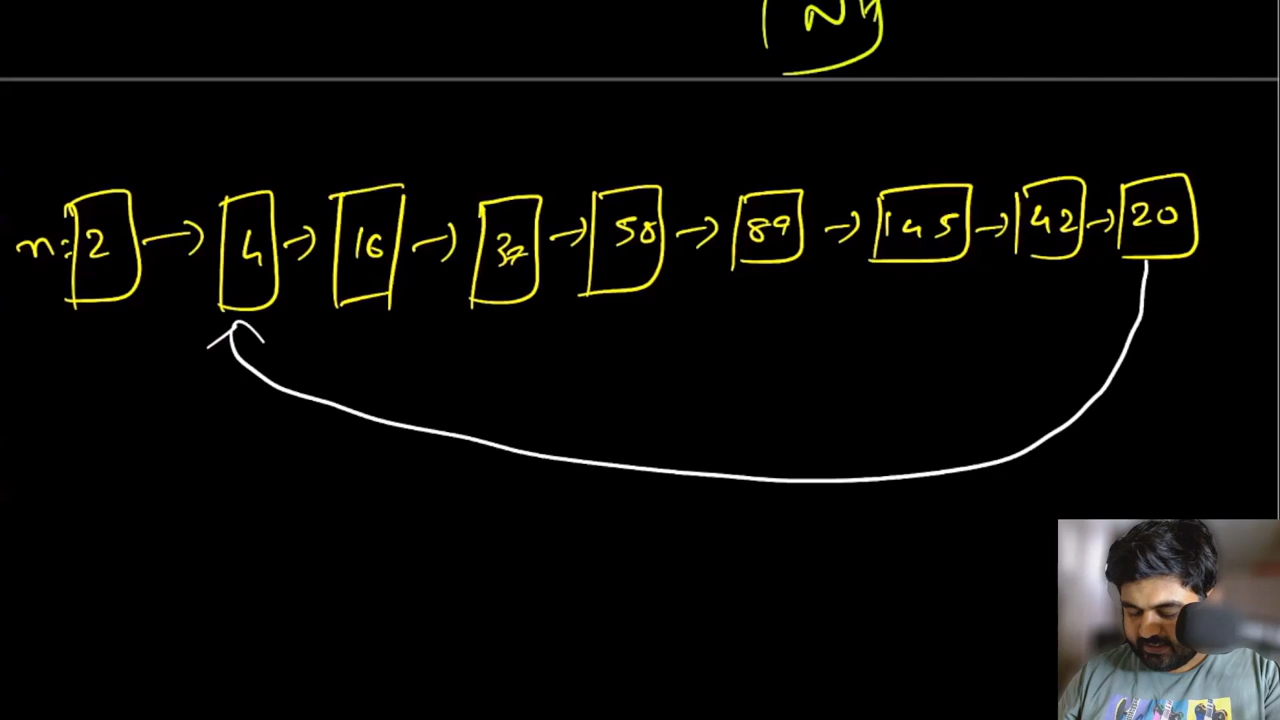 n: 2 → 4 → 16 → 37 → 58 → 89 → 145 → 42 → 20